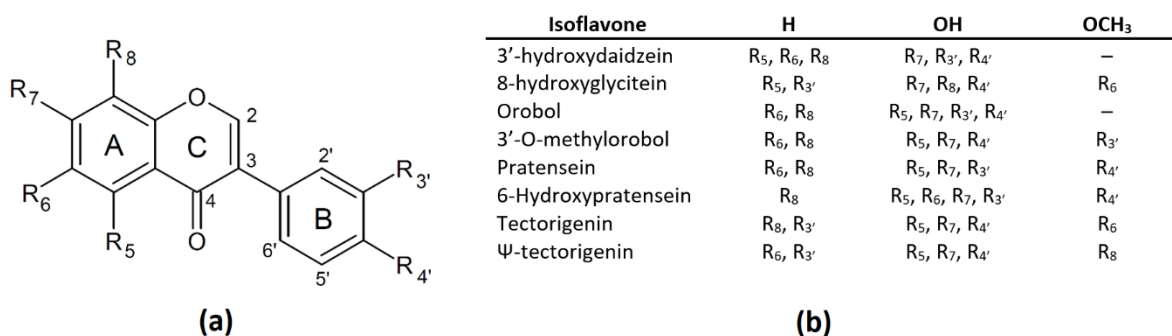 R₈
R₇
O
2
A
C
3
2'
R₃'
R₆
4
B
R₅
O
6'
5'
R₄'
(a)
Isoflavone H OH OCH₃
3′-hydroxydaidzein R₅, R₆, R₈ R₇, R₃′, R₄′ –
8-hydroxyglycitein R₅, R₃′ R₇, R₈, R₄′ R₆
Orobol R₆, R₈ R₅, R₇, R₃′, R₄′ –
3′-O-methylorobol R₆, R₈ R₅, R₇, R₄′ R₃′
Pratensein R₆, R₈ R₅, R₇, R₃′ R₄′
6-Hydroxypratensein R₈ R₅, R₆, R₇, R₃′ R₄′
Tectorigenin R₈, R₃′ R₅, R₇, R₄′ R₆
Ψ-tectorigenin R₆, R₃′ R₅, R₇, R₄′ R₈
(b)